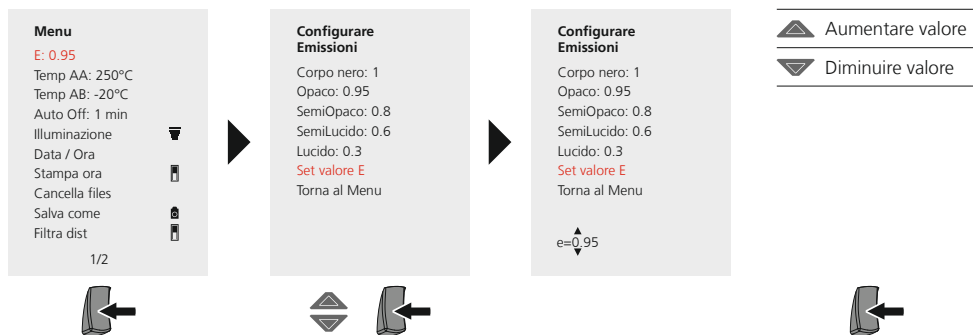 Menu
E: 0.95
Temp AA: 250°C
Temp AB: -20°C
Auto Off: 1 min
Illuminazione
Data / Ora
Stampa ora
Cancella files
Salva come
Filtra dist
1/2
Configurare
Emissioni
Corpo nero: 1
Opaco: 0.95
SemiOpaco: 0.8
SemiLucido: 0.6
Lucido: 0.3
Set valore E
Torna al Menu
Configurare
Emissioni
Corpo nero: 1
Opaco: 0.95
SemiOpaco: 0.8
SemiLucido: 0.6
Lucido: 0.3
Set valore E
Torna al Menu
e=0.95
Aumentare valore
Diminuire valore